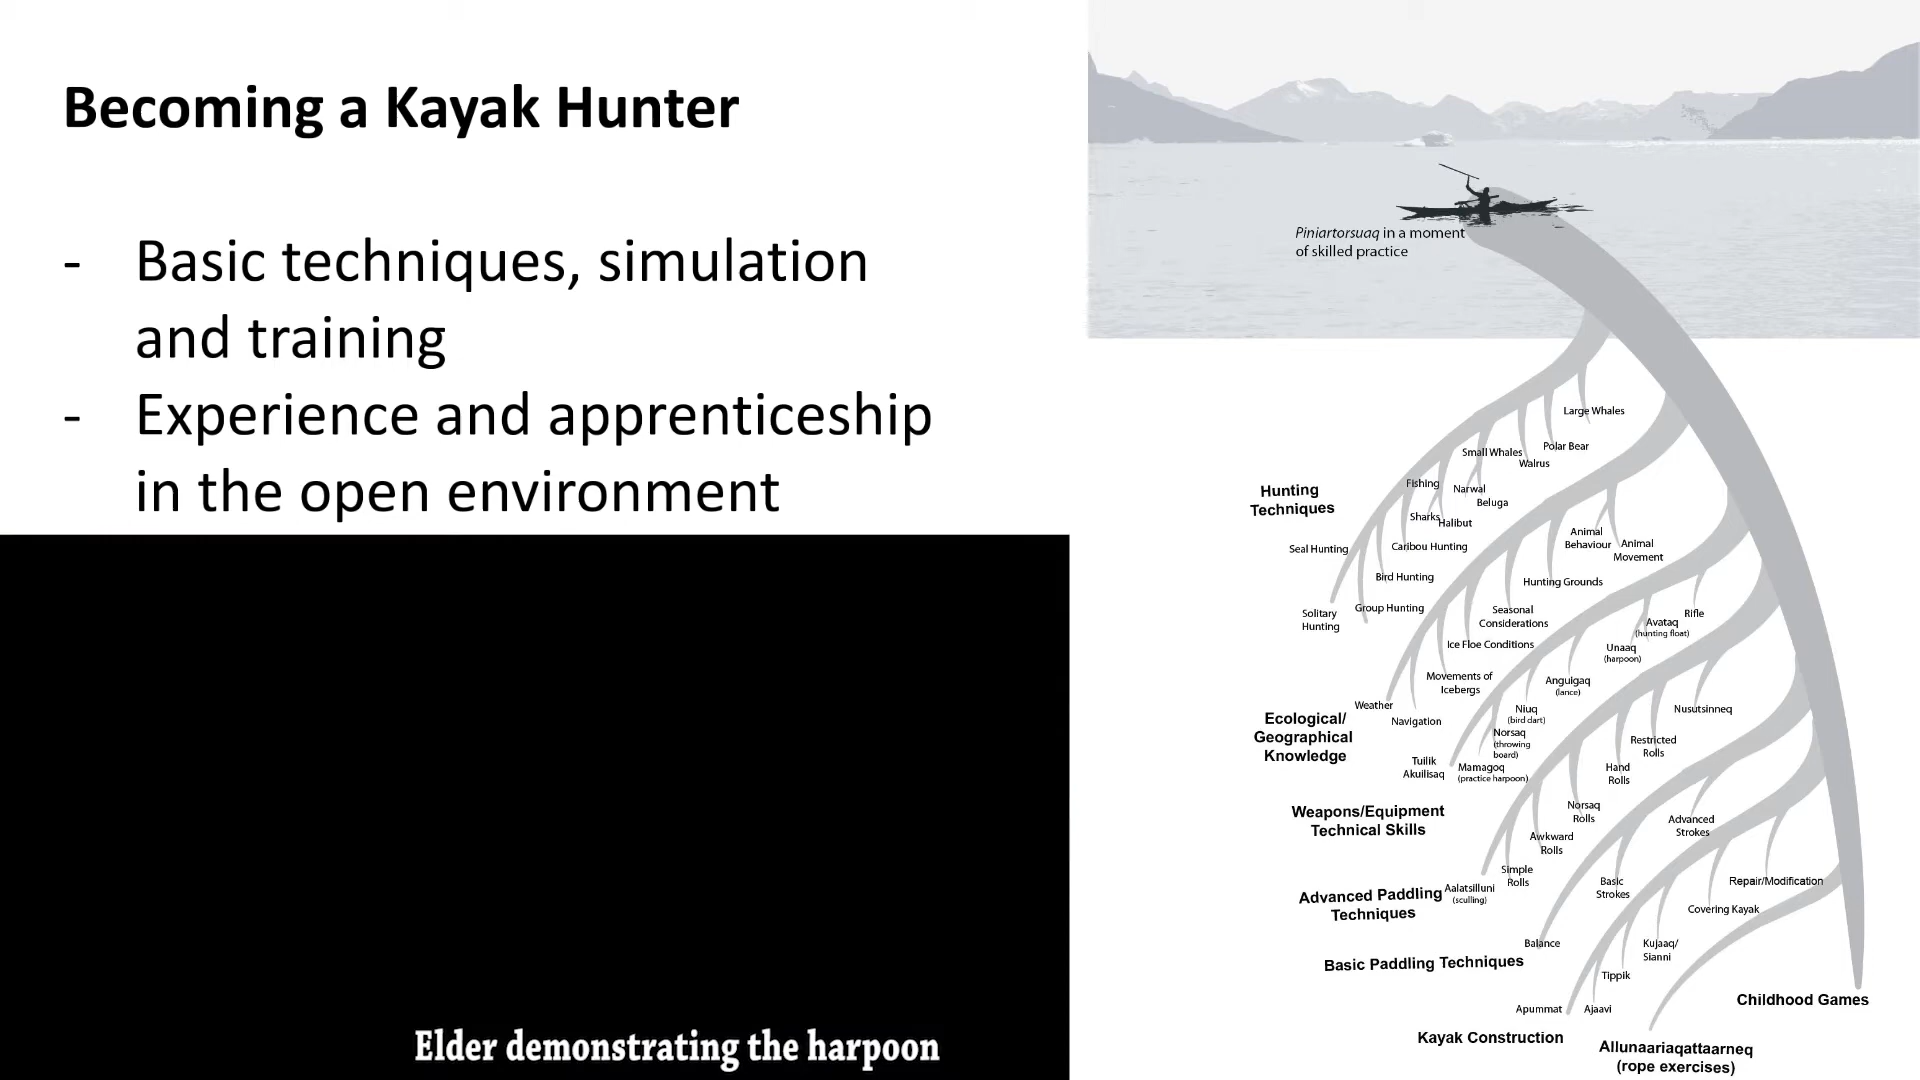 Becoming a Kayak Hunter
- Basic techniques, simulation
and training
- Experience and apprenticeship
in the open environment
Elder demonstrating the harpoon
Piniartorsuaq in a moment
of skilled practice
Hunting
Techniques
Large Whales
Polar Bear
Small Whales
Walrus
Fishing
Narwal
Beluga
Sharks
Halibut
Seal Hunting
Caribou Hunting
Bird Hunting
Group Hunting
Solitary
Hunting
Ecological/
Geographical
Knowledge
Animal
Behaviour
Animal
Movement
Hunting Grounds
Seasonal
Considerations
Ice Floe Conditions
Movements of
Icebergs
Weather
Navigation
Weapons/Equipment
Technical Skills
Rifle
Avataq
(hunting float)
Unaaq
(harpoon)
Anguigaq
(lance)
Niuq
(bird dart)
Norsaq
(throwing
board)
Mamagoq
(practice harpoon)
Tuilik
Akuilisaq
Advanced Paddling
Techniques
Nusutsinneq
Restricted
Rolls
Hand
Rolls
Norsaq
Rolls
Awkward
Rolls
Simple
Rolls
Aalatsilluni
(sculling)
Basic Paddling Techniques
Advanced
Strokes
Basic
Strokes
Balance
Kayak Construction
Repair/Modification
Covering Kayak
Kujaaq/
Sianni
Tippik
Ajaavi
Apummat
Allunaariaqattaarneq
(rope exercises)
Childhood Games